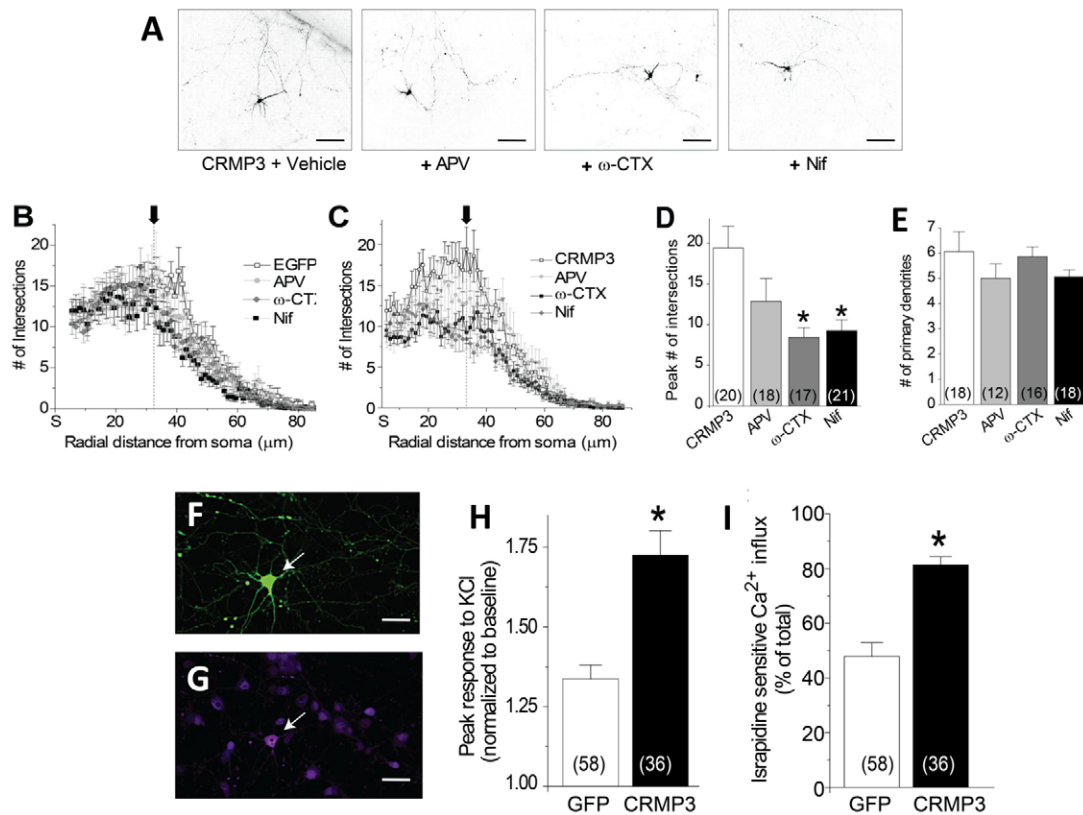 A
CRMP3 + Vehicle
+ APV
+ ω-CTX
+ Nif
B
# of Intersections
25
20
15
10
5
0
S
20
40
60
80
Radial distance from soma (μm)
EGFP
APV
ω-CT
Nif
C
# of Intersections
20
15
10
5
0
S
20
40
60
80
Radial distance from soma (μm)
CRMP3
APV
ω-CTX
Nif
D
Peak # of intersections
20
15
10
5
0
* *
(20) (18) (17) (21)
CRMP3 APV ω-CTX Nif
E
# of primary dendrites
7
6
5
4
3
2
1
0
(18) (12) (16) (18)
CRMP3 APV ω-CTX Nif
F
G
H
Peak response to KCl
(normalized to baseline)
1.75
1.50
1.25
1.00
*
(58) (36)
GFP CRMP3
I
Israpidine sensitive Ca2+ influx
(% of total)
100
80
60
40
20
0
*
(58) (36)
GFP CRMP3